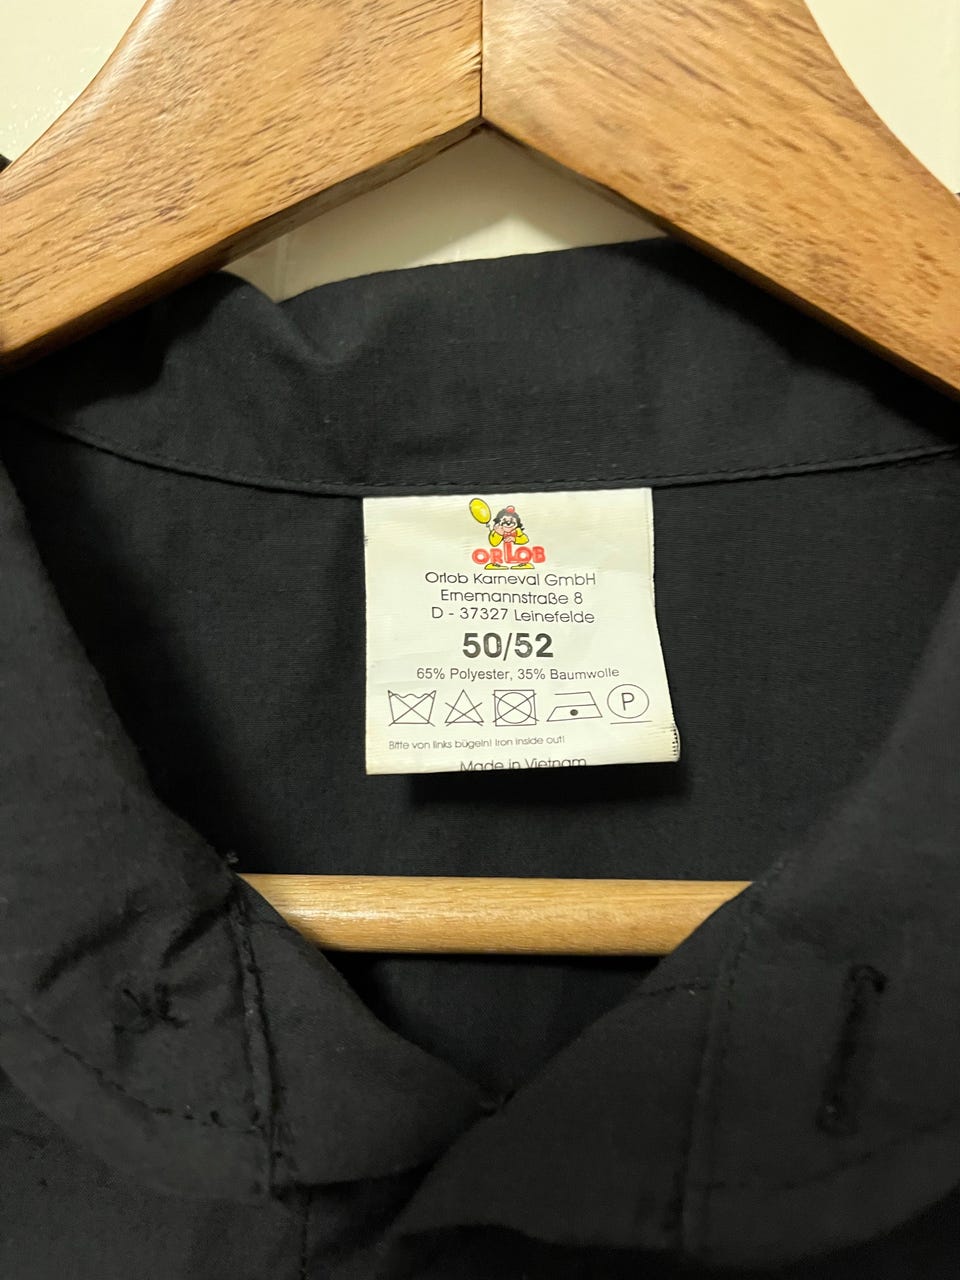 ORLOB
Orlob Karneval GmbH
Ernemannstraße 8
D - 37327 Leinefelde
50/52
65% Polyester, 35% Baumwolle
P
Bitte von links bügeln! Iron inside out!
Made in Vietnam